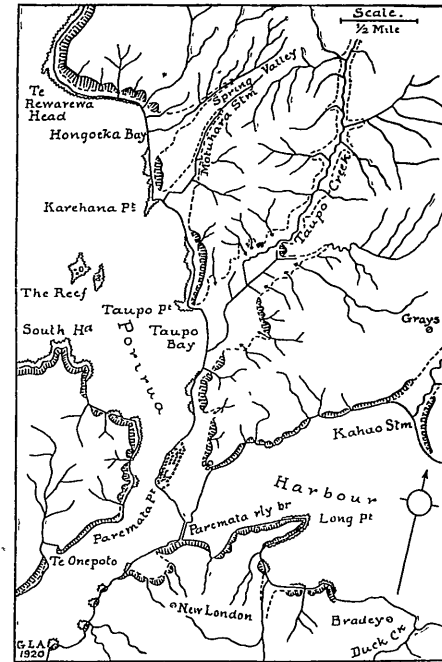 Scale.
1/2 Mile
Te
Rewarewa
Head
Hongoeka Bay
Spring Valley
Motuhara Stm
Karehana Pt
Taupo Creek
The Reef
Taupo Pt
Taupo
Bay
South Hd
Porirua
Grays
Kahao Stm
Harbour
Paremata Pt
Paremata rly br
Long Pt
Te Onepoto
New London
Bradey
Duck Ck
G.L.A.
1920